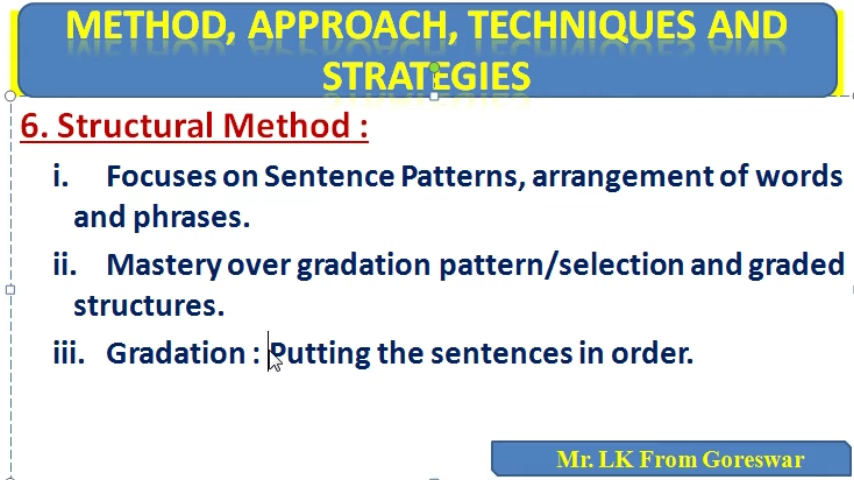 METHOD, APPROACH, TECHNIQUES AND
STRATEGIES
6. Structural Method :
i. Focuses on Sentence Patterns, arrangement of words
and phrases.
ii. Mastery over gradation pattern/selection and graded
structures.
iii. Gradation : Putting the sentences in order.
Mr. LK From Goreswar